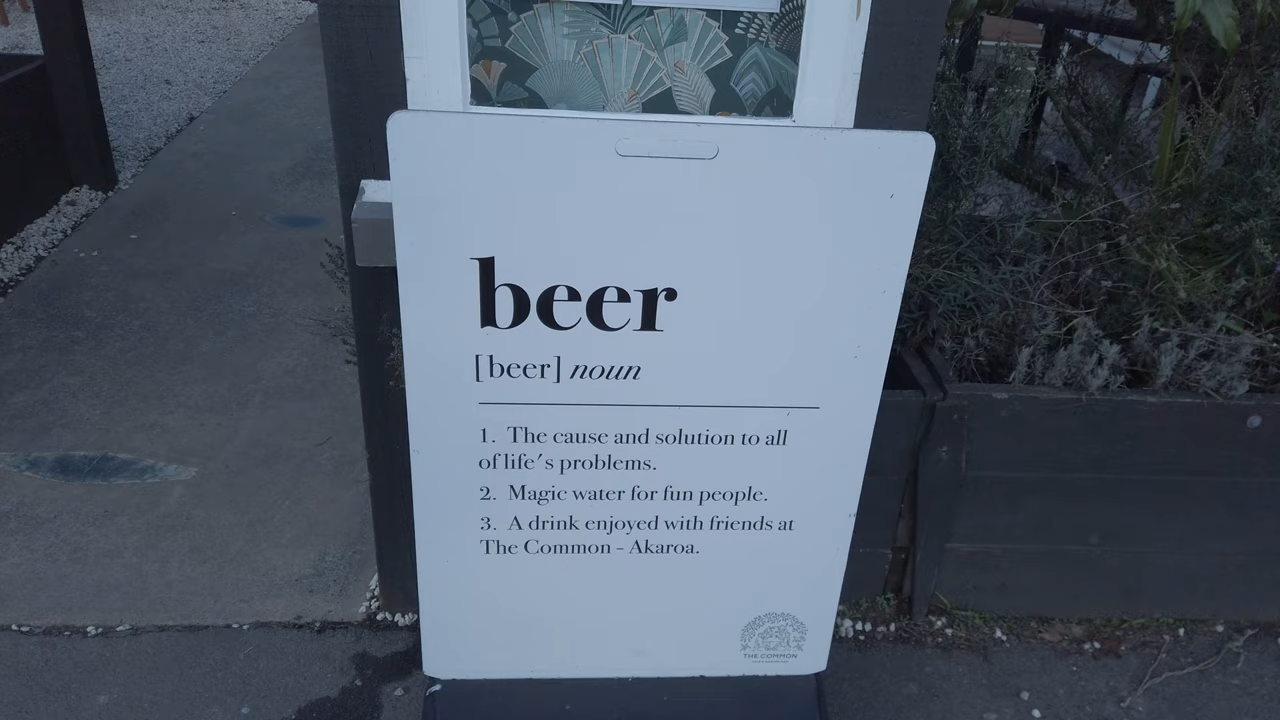 beer
[beer] noun
1. The cause and solution to all
of life's problems.
2. Magic water for fun people.
3. A drink enjoyed with friends at
The Common - Akaroa.
THE COMMON